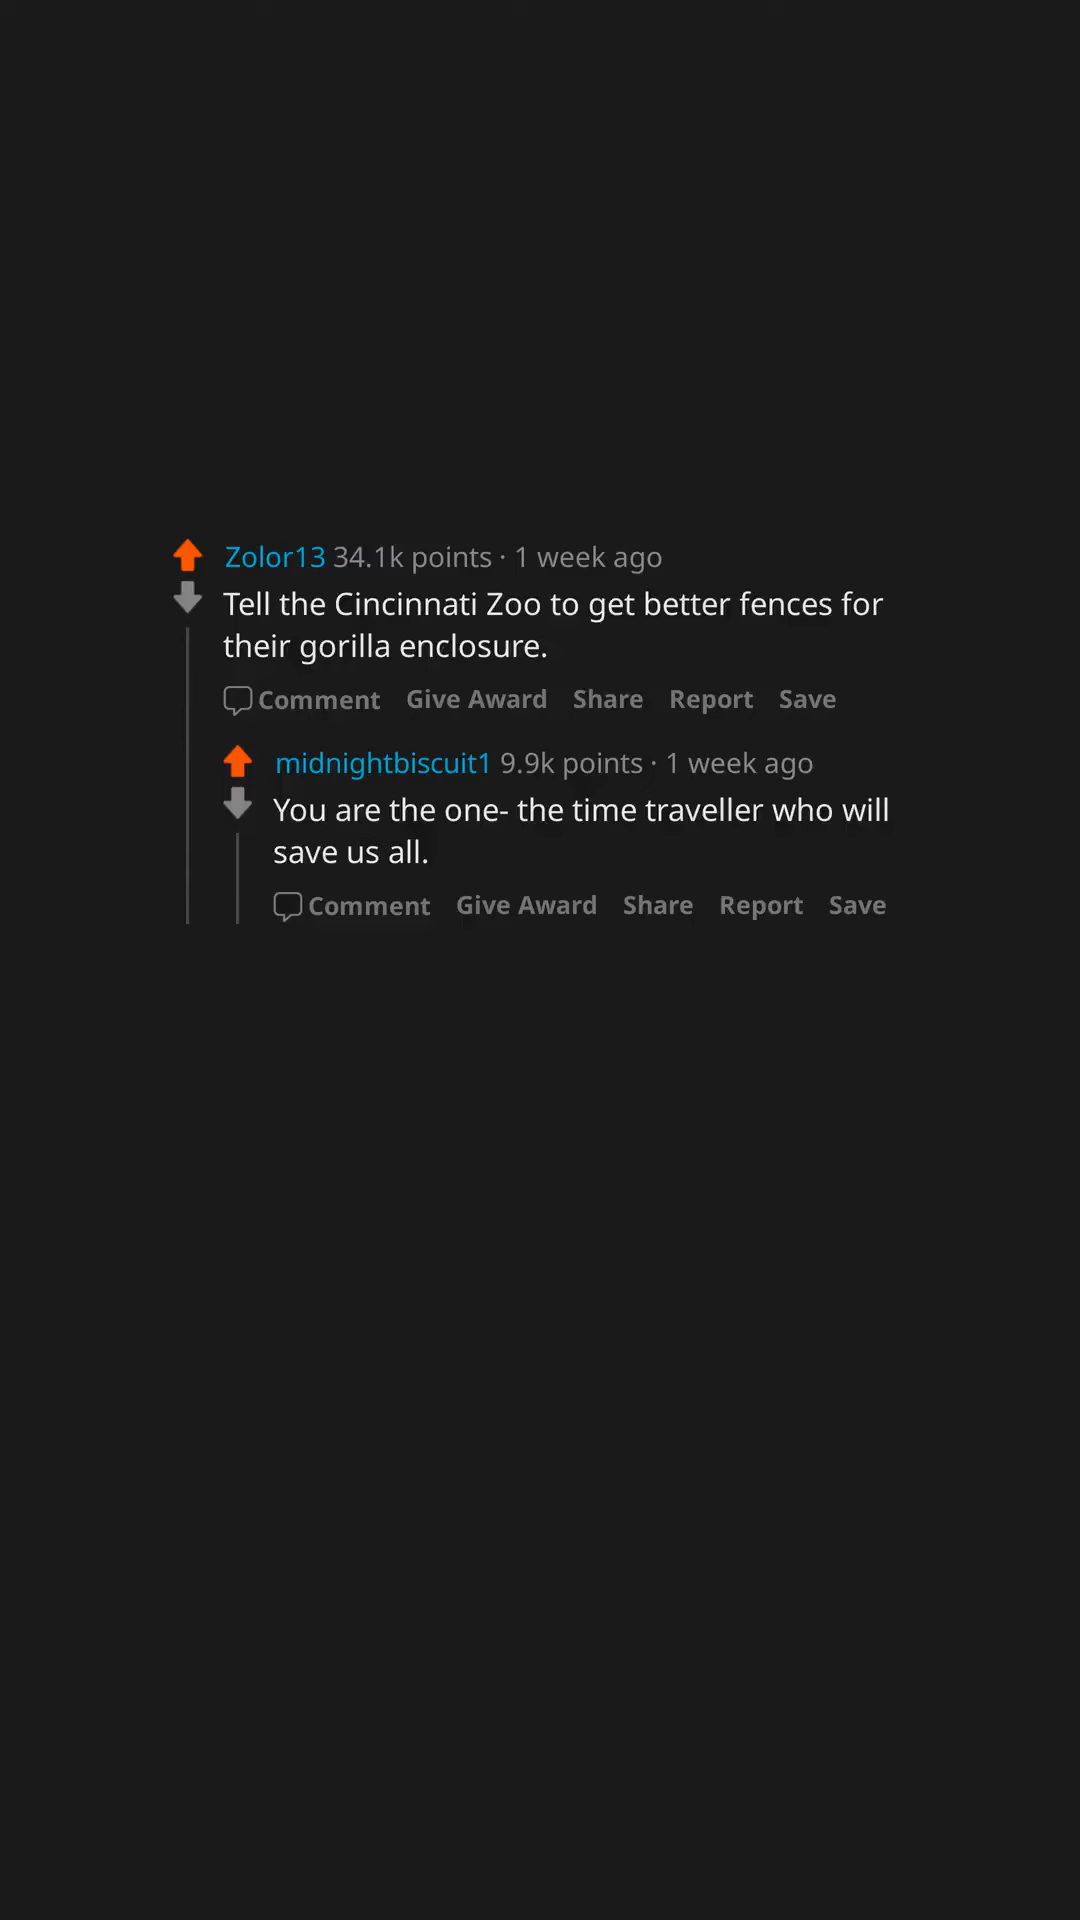 Zolor13 34.1k points · 1 week ago
Tell the Cincinnati Zoo to get better fences for
their gorilla enclosure.
Comment Give Award Share Report Save
midnightbiscuit1 9.9k points · 1 week ago
You are the one- the time traveller who will
save us all.
Comment Give Award Share Report Save